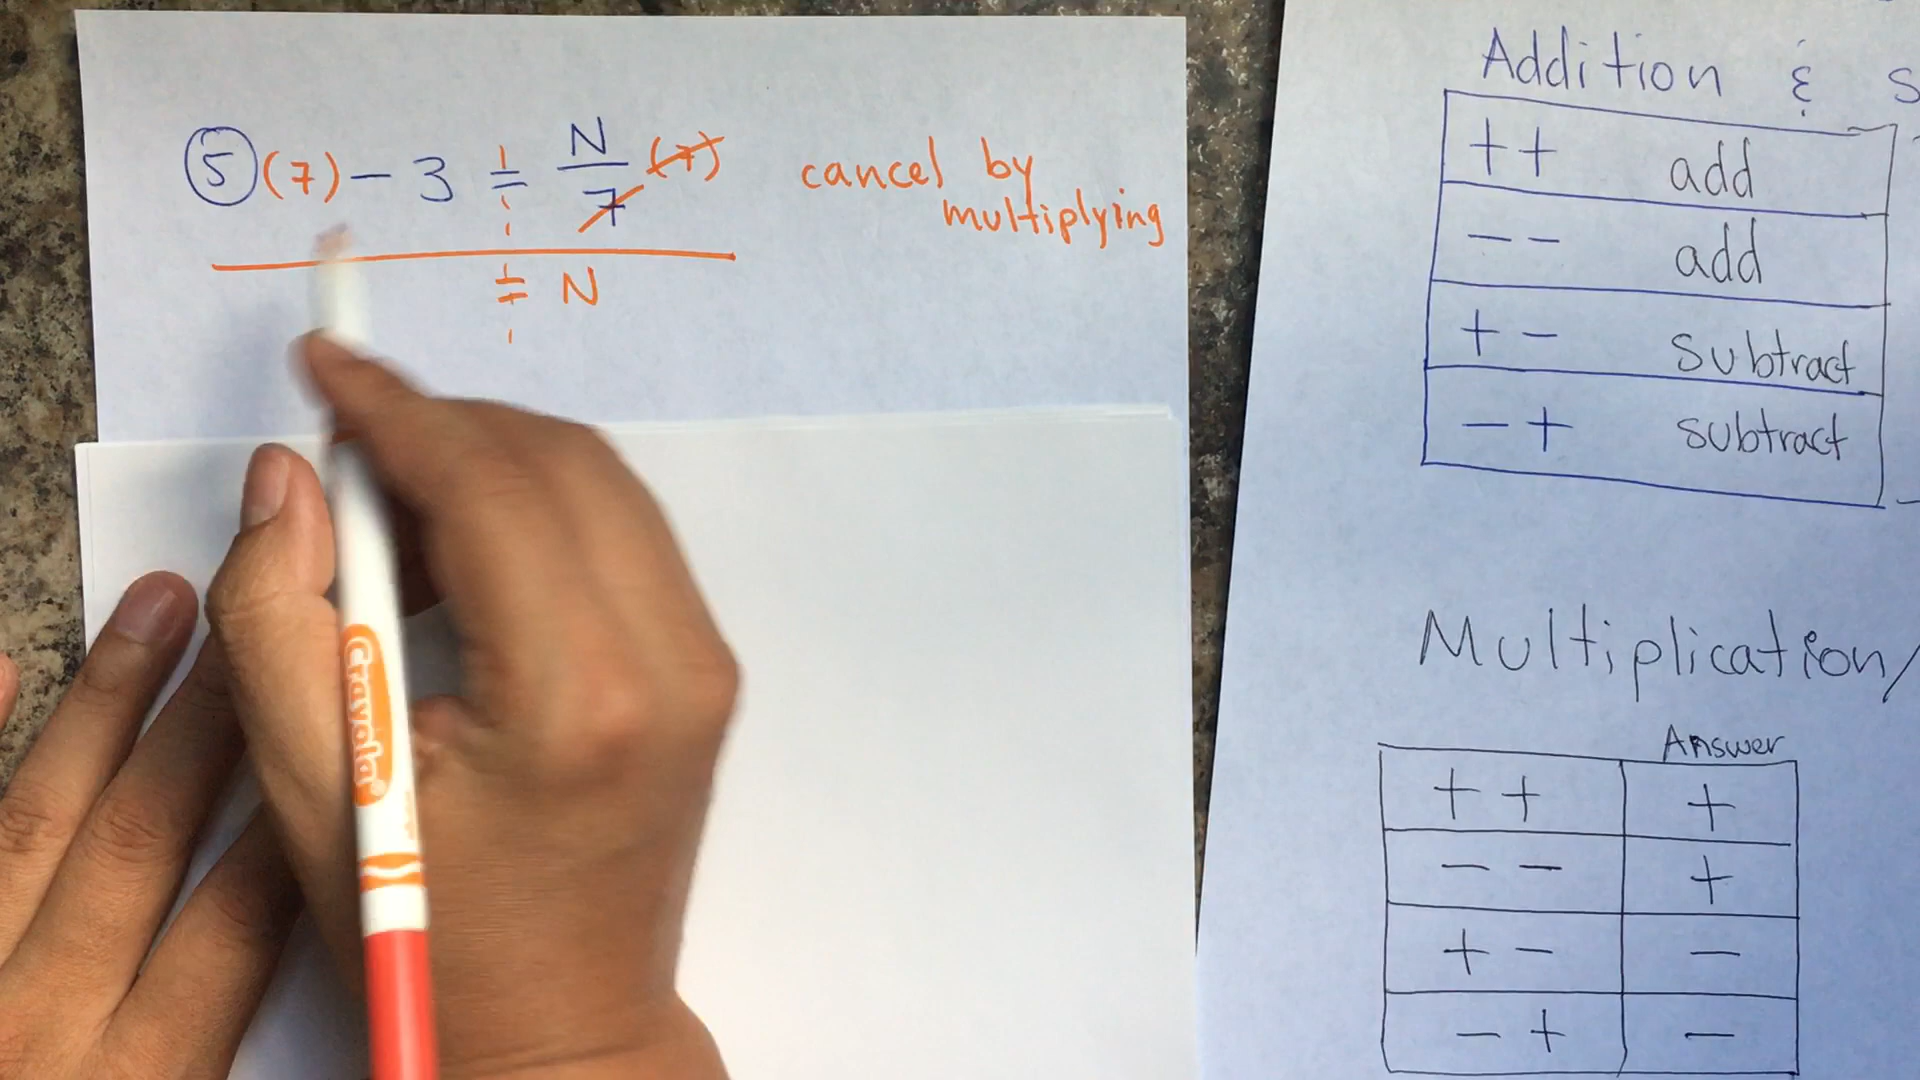 ⑤(7) - 3 = N/7 (7)
cancel by
multiplying
= N
Crayola
Addition & S
++ add
-- add
+- subtract
-+ subtract
Multiplication/
Answer
++ +
-- +
+- -
-+ -